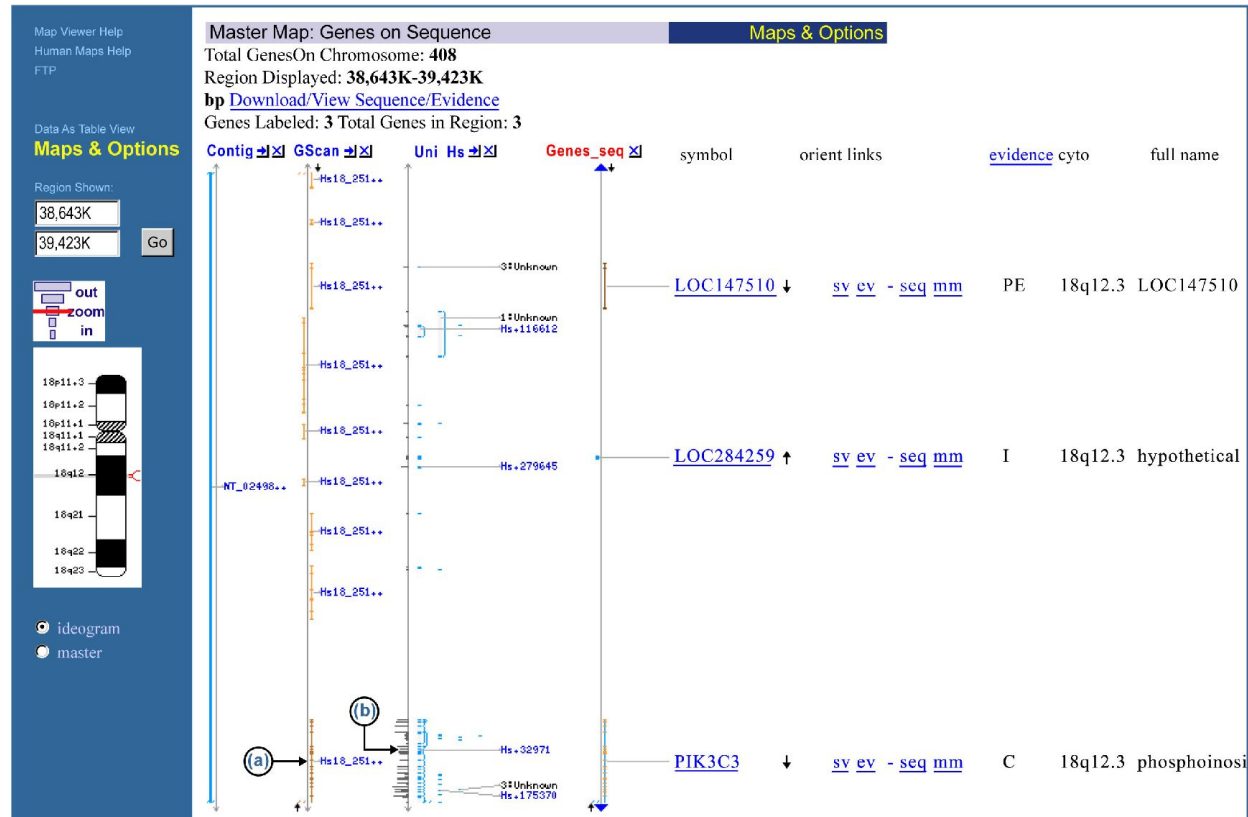 Map Viewer Help
Human Maps Help
FTP
Data As Table View
Maps & Options
Region Shown:
38,643K
39,423K
Go
out
zoom
in
18p11.3
18p11.2
18p11.1
18q11.1
18q11.2
18q12
18q21
18q22
18q23
ideogram
master
Master Map: Genes on Sequence
Maps & Options
Total GenesOn Chromosome: 408
Region Displayed: 38,643K-39,423K
bp Download/View Sequence/Evidence
Genes Labeled: 3 Total Genes in Region: 3
Contig GScan Uni Hs Genes_seq symbol orient links evidence cyto full name
Hs18_251..
Hs18_251..
3:Unknown
Hs18_251.. LOC147510 ↓ sv ev - seq mm PE 18q12.3 LOC147510
1:Unknown
Hs.116612
Hs18_251..
Hs18_251..
LOC284259 ↑ sv ev - seq mm I 18q12.3 hypothetical
Hs.279645
NT_02498.. Hs18_251..
Hs18_251..
Hs18_251..
(b)
Hs.32971
(a) Hs18_251.. PIK3C3 ↓ sv ev - seq mm C 18q12.3 phosphoinosi
3:Unknown
Hs.175370